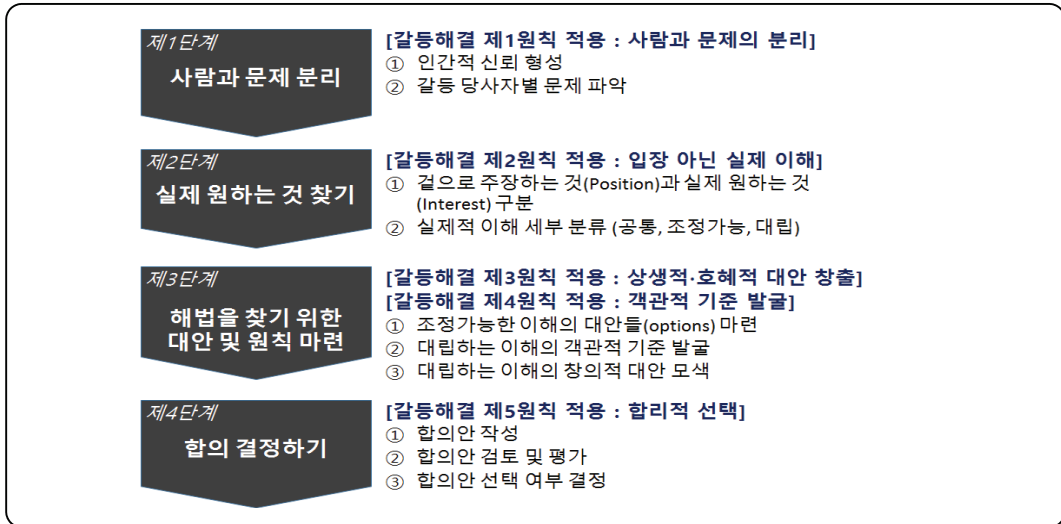 제1단계
사람과 문제 분리
[갈등해결 제1원칙 적용 : 사람과 문제의 분리]
① 인간적 신뢰 형성
② 갈등 당사자별 문제 파악
제2단계
실제 원하는 것 찾기
[갈등해결 제2원칙 적용 : 입장 아닌 실제 이해]
① 겉으로 주장하는 것(Position)과 실제 원하는 것
(Interest) 구분
② 실제적 이해 세부 분류 (공통, 조정가능, 대립)
제3단계
해법을 찾기 위한
대안 및 원칙 마련
[갈등해결 제3원칙 적용 : 상생적·호혜적 대안 창출]
[갈등해결 제4원칙 적용 : 객관적 기준 발굴]
① 조정가능한 이해의 대안들(options) 마련
② 대립하는 이해의 객관적 기준 발굴
③ 대립하는 이해의 창의적 대안 모색
제4단계
합의 결정하기
[갈등해결 제5원칙 적용 : 합리적 선택]
① 합의안 작성
② 합의안 검토 및 평가
③ 합의안 선택 여부 결정